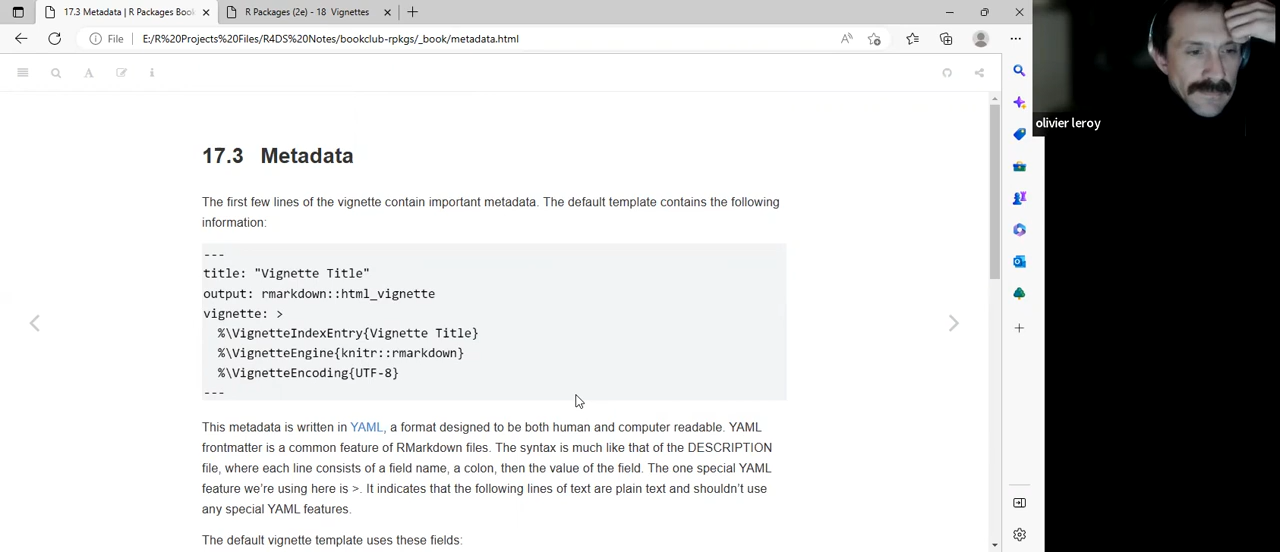 17.3 Metadata | R Packages Book
R Packages (2e) - 18 Vignettes
File
E:/R%20Projects%20Files/R4DS%20Notes/bookclub-rpkgs/_book/metadata.html
olivier leroy
17.3 Metadata
The first few lines of the vignette contain important metadata. The default template contains the following
information:
---
title: "Vignette Title"
output: rmarkdown::html_vignette
vignette: >
%\VignetteIndexEntry{Vignette Title}
%\VignetteEngine{knitr::rmarkdown}
%\VignetteEncoding{UTF-8}
---
This metadata is written in YAML, a format designed to be both human and computer readable. YAML
frontmatter is a common feature of RMarkdown files. The syntax is much like that of the DESCRIPTION
file, where each line consists of a field name, a colon, then the value of the field. The one special YAML
feature we're using here is >. It indicates that the following lines of text are plain text and shouldn't use
any special YAML features.
The default vignette template uses these fields: